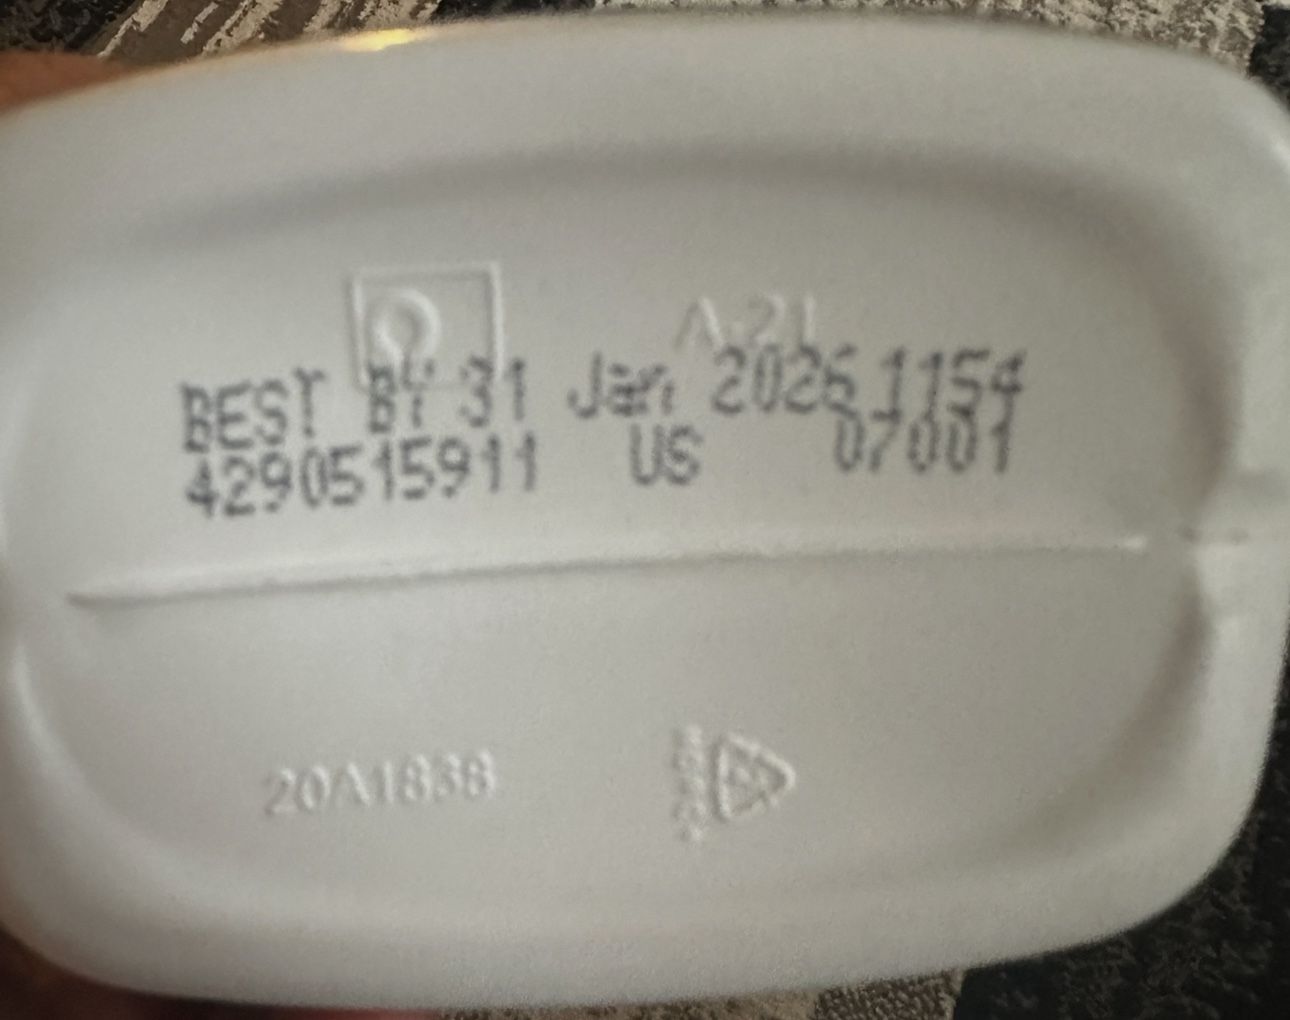 A 21
BEST BY 31 Jan 2026 1154
4290515911 US 07001
20A1838